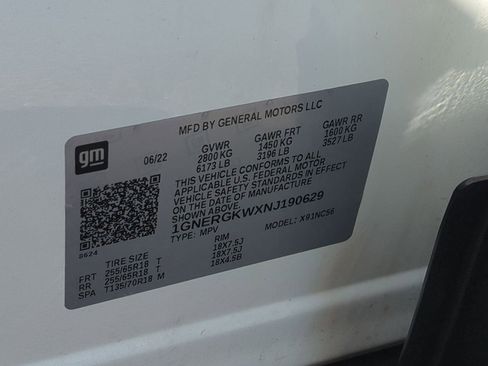 MFD BY GENERAL MOTORS LLC
gm
06/22
GVWR GAWR FRT GAWR RR
2800 KG 1450 KG 1600 KG
6173 LB 3196 LB 3527 LB
THIS VEHICLE CONFORMS TO ALL
APPLICABLE U.S. FEDERAL MOTOR
VEHICLE SAFETY STANDARDS IN EFFECT
ON THE DATE OF MANUFACTURE
1GNERGKWXNJ190629
TYPE: MPV MODEL: X91NC56
8624
TIRE SIZE RIM
FRT 255/65R18 T 18X7.5J
RR 255/65R18 T 18X7.5J
SPA T135/70R18 M 18X4.5B